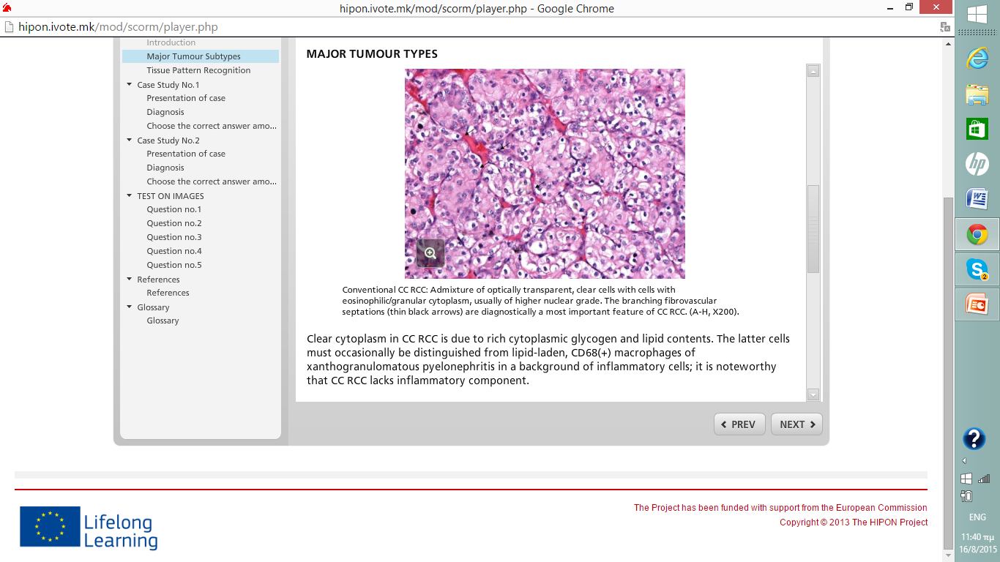 hipon.ivote.mk/mod/scorm/player.php - Google Chrome
hipon.ivote.mk/mod/scorm/player.php
Introduction
Major Tumour Subtypes
Tissue Pattern Recognition
Case Study No.1
Presentation of case
Diagnosis
Choose the correct answer amo...
Case Study No.2
Presentation of case
Diagnosis
Choose the correct answer amo...
TEST ON IMAGES
Question no.1
Question no.2
Question no.3
Question no.4
Question no.5
References
References
Glossary
Glossary
MAJOR TUMOUR TYPES
Conventional CC RCC: Admixture of optically transparent, clear cells with cells with
eosinophilic/granular cytoplasm, usually of higher nuclear grade. The branching fibrovascular
septations (thin black arrows) are diagnostically a most important feature of CC RCC. (A-H, X200).
Clear cytoplasm in CC RCC is due to rich cytoplasmic glycogen and lipid contents. The latter cells
must occasionally be distinguished from lipid-laden, CD68(+) macrophages of
xanthogranulomatous pyelonephritis in a background of inflammatory cells; it is noteworthy
that CC RCC lacks inflammatory component.
PREV
NEXT
Lifelong
Learning
The Project has been funded with support from the European Commission
Copyright © 2013 The HIPON Project
hp
W
S
2
P
?
ENG
11:40 πμ
16/8/2015